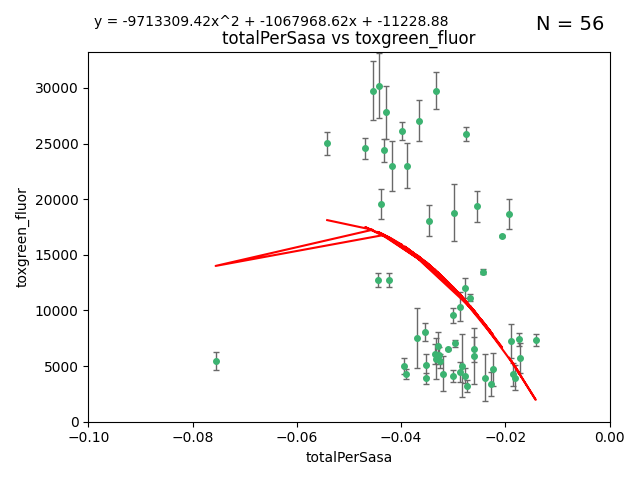 y = -9713309.42x^2 + -1067968.62x + -11228.88
N = 56
totalPerSasa vs toxgreen_fluor
30000
25000
20000
15000
10000
5000
0
toxgreen_fluor
−0.10 −0.08 −0.06 −0.04 −0.02 0.00
totalPerSasa